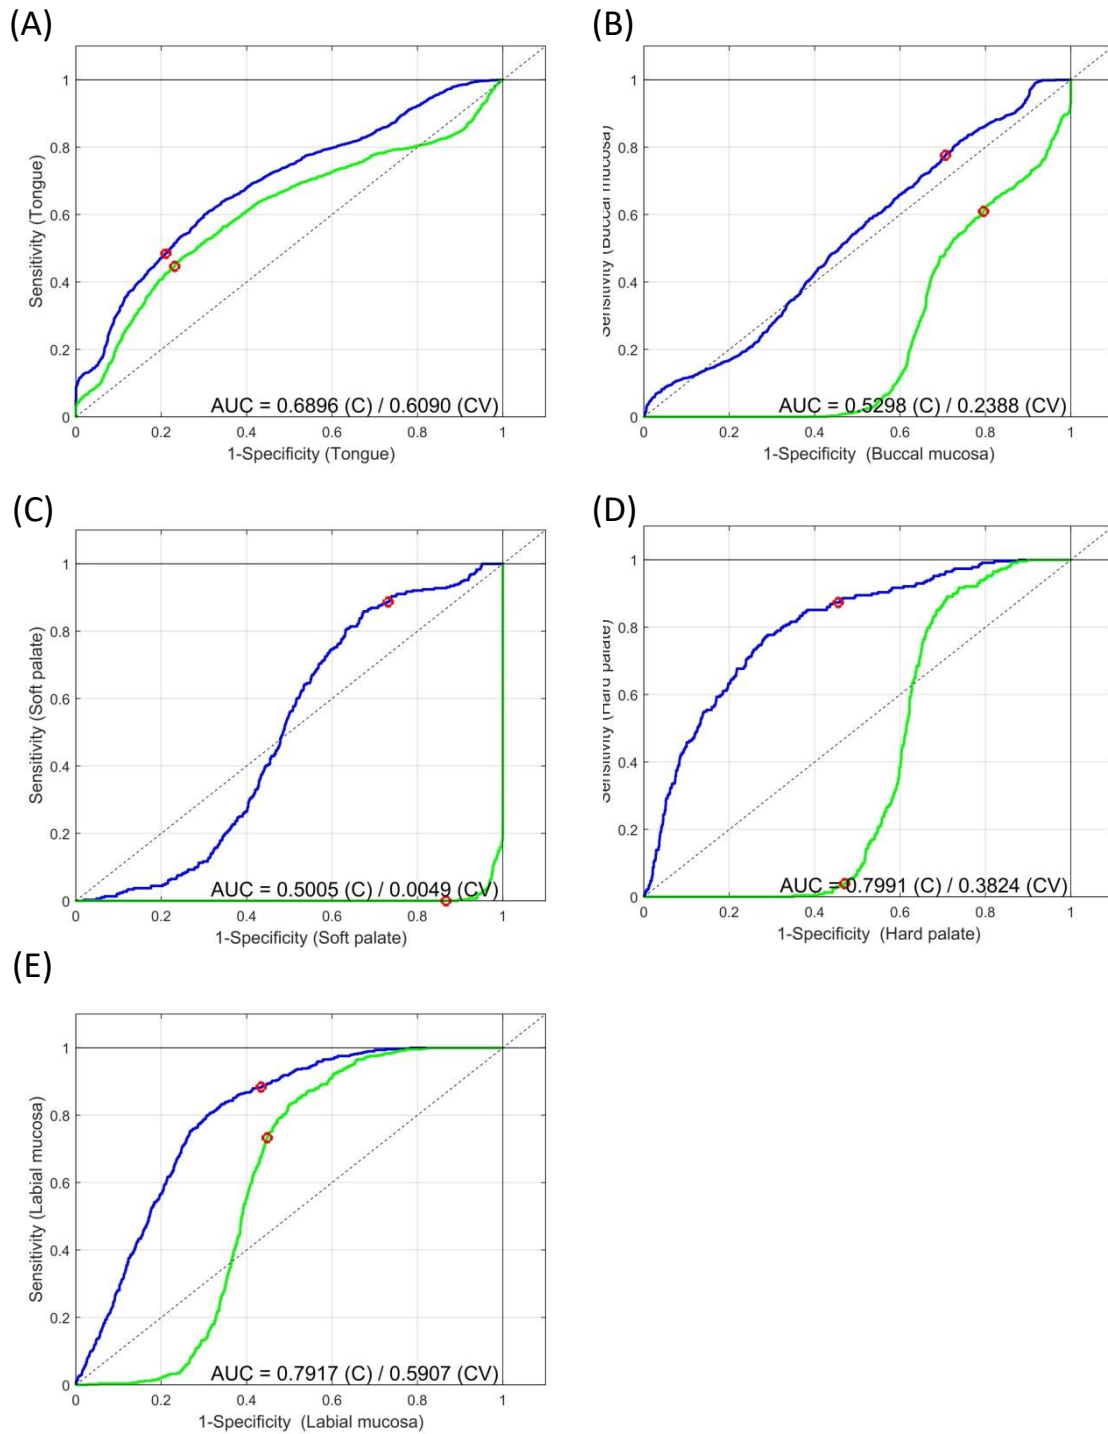 (A)
1
0.8
0.6
0.4
0.2
0
Sensitivity (Tongue)
AUC = 0.6896 (C) / 0.6090 (CV)
0 0.2 0.4 0.6 0.8 1
1-Specificity (Tongue)
(B)
1
0.8
0.6
0.4
0.2
0
Sensitivity (Buccal mucosa)
AUC = 0.5298 (C) / 0.2388 (CV)
0 0.2 0.4 0.6 0.8 1
1-Specificity (Buccal mucosa)
(C)
1
0.8
0.6
0.4
0.2
0
Sensitivity (Soft palate)
AUC = 0.5005 (C) / 0.0049 (CV)
0 0.2 0.4 0.6 0.8 1
1-Specificity (Soft palate)
(D)
1
0.8
0.6
0.4
0.2
0
Sensitivity (Hard palate)
AUC = 0.7991 (C) / 0.3824 (CV)
0 0.2 0.4 0.6 0.8 1
1-Specificity (Hard palate)
(E)
1
0.8
0.6
0.4
0.2
0
Sensitivity (Labial mucosa)
AUC = 0.7917 (C) / 0.5907 (CV)
0 0.2 0.4 0.6 0.8 1
1-Specificity (Labial mucosa)